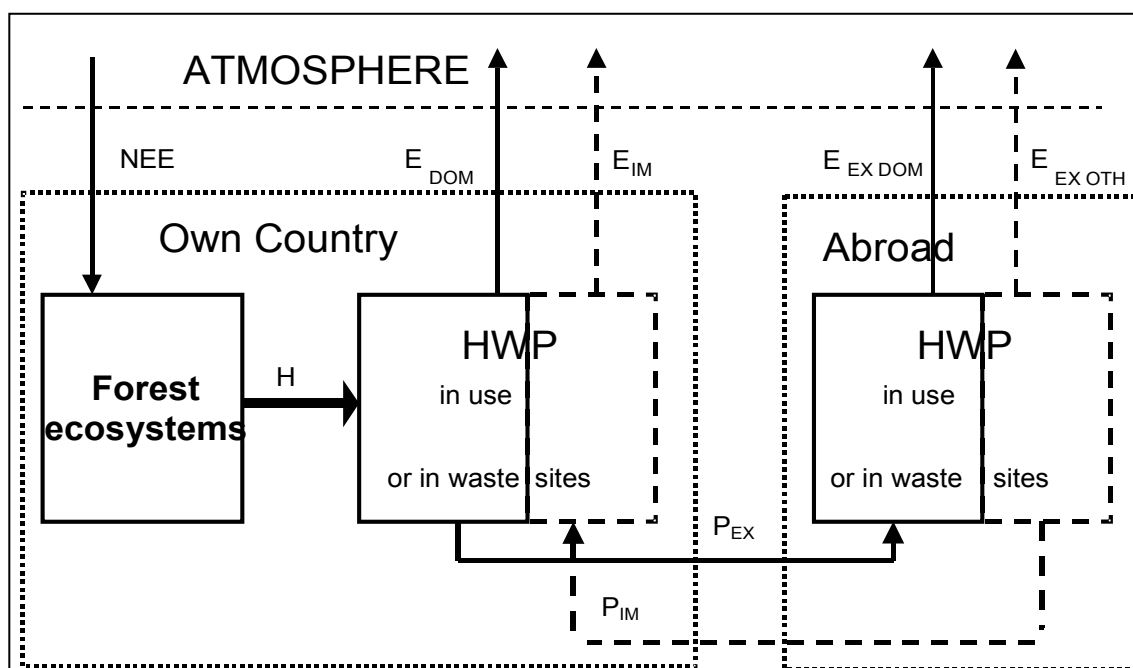 ATMOSPHERE
NEE
E DOM
E IM
E EX DOM
E EX OTH
Own Country
Abroad
Forest
ecosystems
H
HWP
in use
or in waste sites
HWP
in use
or in waste sites
P EX
P IM